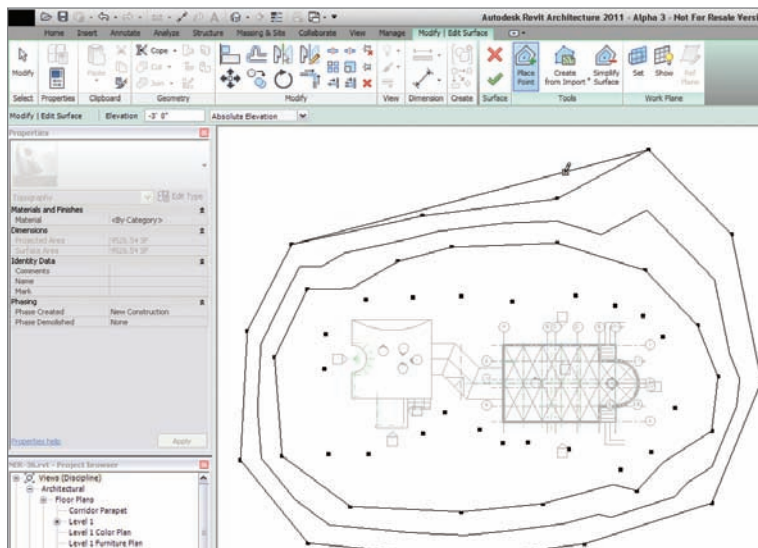 Autodesk Revit Architecture 2011 - Alpha 3 - Not For Resale Versi
Home Insert Annotate Analyze Structure Massing & Site Collaborate View Manage Modify | Edit Surface
Modify
Paste
Cope
Cut
Join
Place Point
Create from Import
Simplify Surface
Set
Show
Ref Plane
Select Properties Clipboard Geometry Modify View Dimension Create Surface Tools Work Plane
Modify | Edit Surface Elevation -3' 0" Absolute Elevation
Properties
Topography Edit Type
Materials and Finishes
Material <By Category>
Dimensions
Projected Area
Surface Area
Identity Data
Comments
Name
Mark
Phasing
Phase Created New Construction
Phase Demolished None
Properties help Apply
Project Browser
Views (Discipline)
Architectural
Floor Plans
Corridor Parapet
Level 1
Level 1 Color Plan
Level 1 Furniture Plan